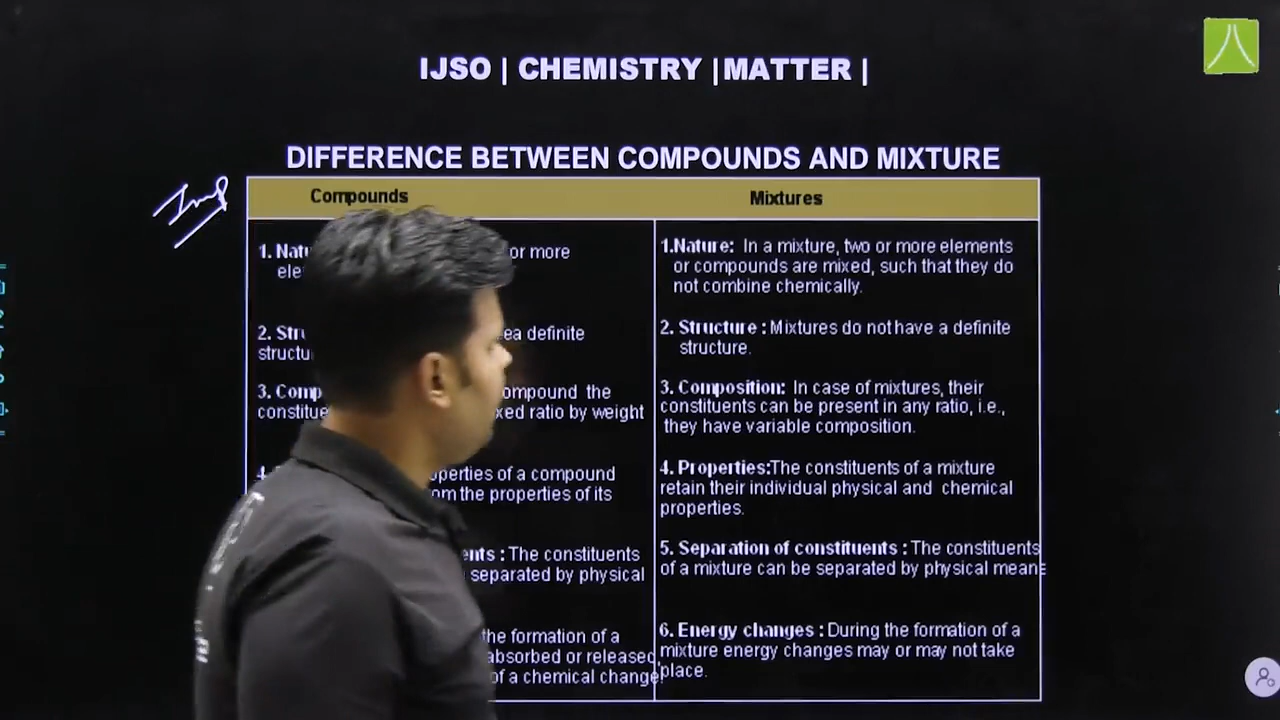 IJSO | CHEMISTRY |MATTER |
DIFFERENCE BETWEEN COMPOUNDS AND MIXTURE
Imp
Compounds
Mixtures
1. or more
2. definite
3. ompound the
xed ratio by weight
operties of a compound
om the properties of its
ents : The constituents
separated by physical
the formation of a
absorbed or released
of a chemical change.
1.Nature: In a mixture, two or more elements
or compounds are mixed, such that they do
not combine chemically.
2. Structure : Mixtures do not have a definite
structure.
3. Composition: In case of mixtures, their
constituents can be present in any ratio, i.e.,
they have variable composition.
4. Properties:The constituents of a mixture
retain their individual physical and chemical
properties.
5. Separation of constituents : The constituents
of a mixture can be separated by physical means
6. Energy changes : During the formation of a
mixture energy changes may or may not take
place.